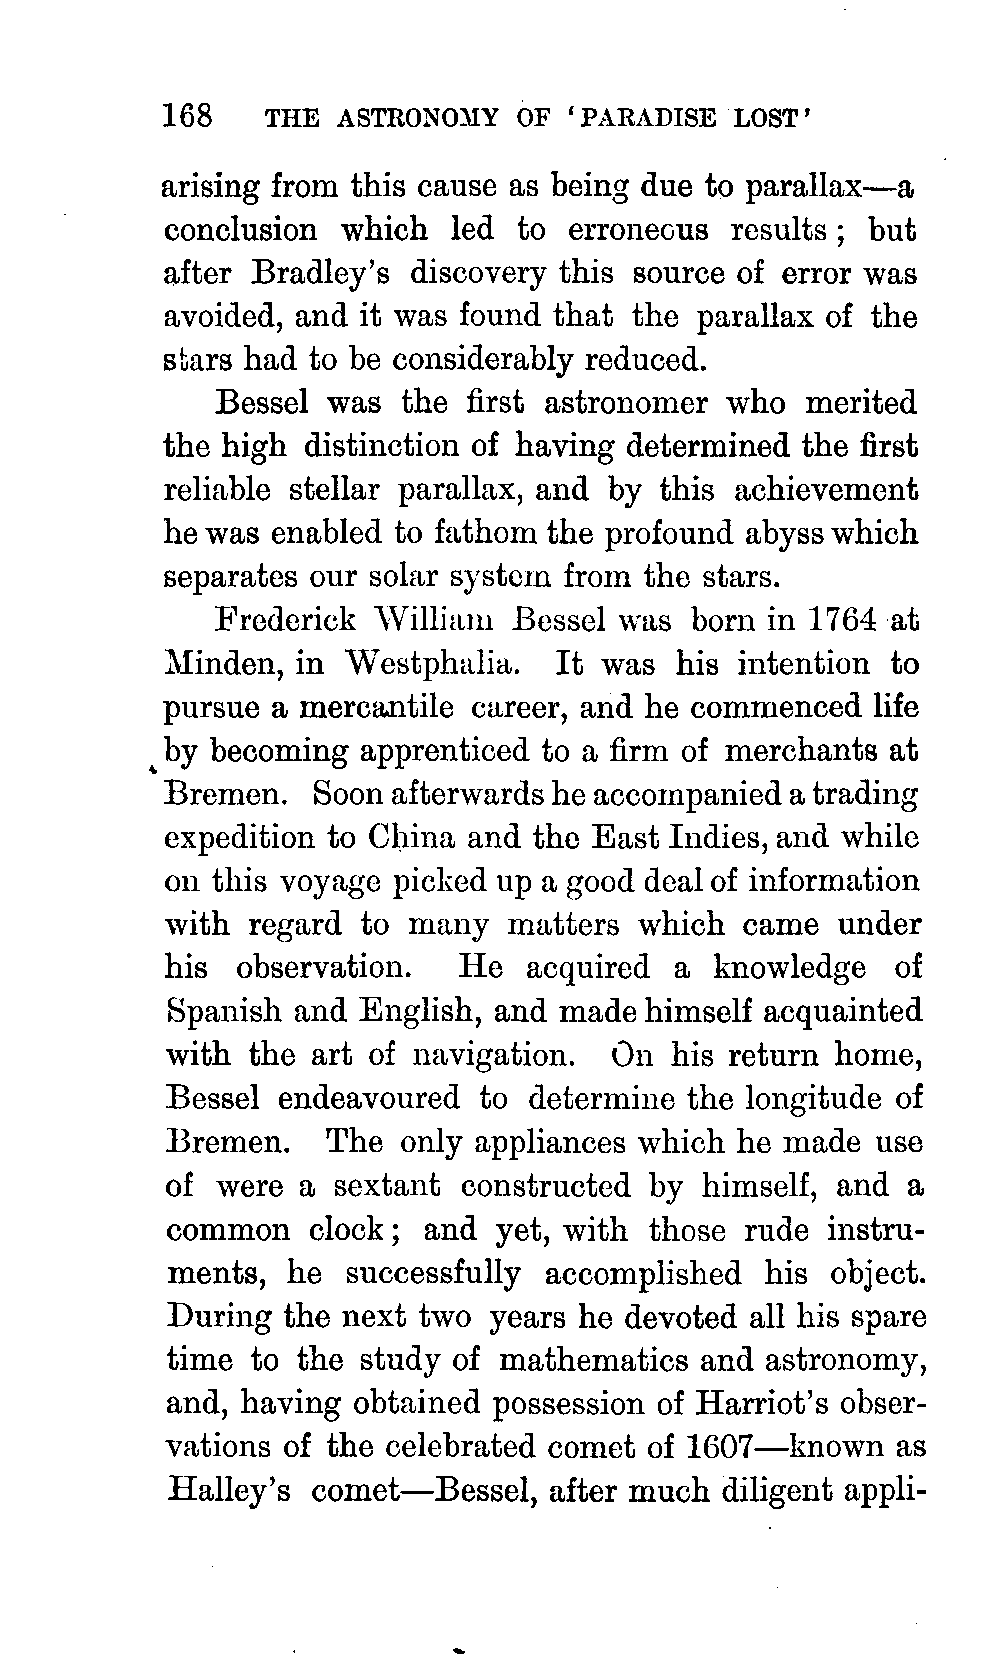 168 THE ASTRONOMY OF 'PARADISE LOST'
arising from this cause as being due to parallax—a
conclusion which led to erroneous results; but
after Bradley's discovery this source of error was
avoided, and it was found that the parallax of the
stars had to be considerably reduced.
Bessel was the first astronomer who merited
the high distinction of having determined the first
reliable stellar parallax, and by this achievement
he was enabled to fathom the profound abyss which
separates our solar system from the stars.
Frederick William Bessel was born in 1764 at
Minden, in Westphalia. It was his intention to
pursue a mercantile career, and he commenced life
by becoming apprenticed to a firm of merchants at
Bremen. Soon afterwards he accompanied a trading
expedition to China and the East Indies, and while
on this voyage picked up a good deal of information
with regard to many matters which came under
his observation. He acquired a knowledge of
Spanish and English, and made himself acquainted
with the art of navigation. On his return home,
Bessel endeavoured to determine the longitude of
Bremen. The only appliances which he made use
of were a sextant constructed by himself, and a
common clock; and yet, with those rude instru-
ments, he successfully accomplished his object.
During the next two years he devoted all his spare
time to the study of mathematics and astronomy,
and, having obtained possession of Harriot's obser-
vations of the celebrated comet of 1607—known as
Halley's comet—Bessel, after much diligent appli-